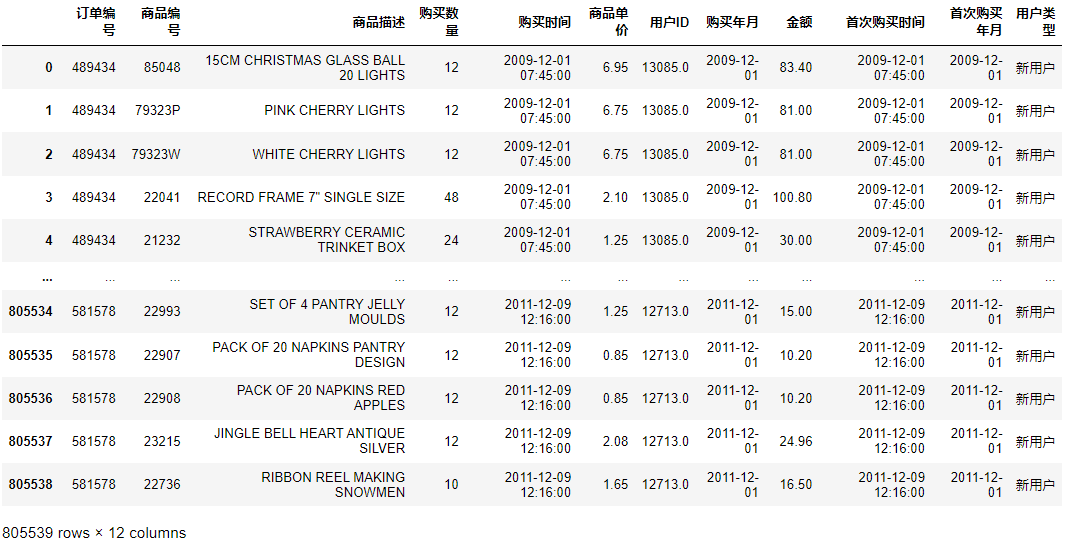 订单编号 商品编号 商品描述 购买数量 购买时间 商品单价 用户ID 购买年月 金额 首次购买时间 首次购买年月 用户类型
0 489434 85048 15CM CHRISTMAS GLASS BALL 20 LIGHTS 12 2009-12-01 07:45:00 6.95 13085.0 2009-12-01 83.40 2009-12-01 07:45:00 2009-12-01 新用户
1 489434 79323P PINK CHERRY LIGHTS 12 2009-12-01 07:45:00 6.75 13085.0 2009-12-01 81.00 2009-12-01 07:45:00 2009-12-01 新用户
2 489434 79323W WHITE CHERRY LIGHTS 12 2009-12-01 07:45:00 6.75 13085.0 2009-12-01 81.00 2009-12-01 07:45:00 2009-12-01 新用户
3 489434 22041 RECORD FRAME 7" SINGLE SIZE 48 2009-12-01 07:45:00 2.10 13085.0 2009-12-01 100.80 2009-12-01 07:45:00 2009-12-01 新用户
4 489434 21232 STRAWBERRY CERAMIC TRINKET BOX 24 2009-12-01 07:45:00 1.25 13085.0 2009-12-01 30.00 2009-12-01 07:45:00 2009-12-01 新用户
... ... ... ... ... ... ... ... ... ... ... ... ...
805534 581578 22993 SET OF 4 PANTRY JELLY MOULDS 12 2011-12-09 12:16:00 1.25 12713.0 2011-12-01 15.00 2011-12-09 12:16:00 2011-12-01 新用户
805535 581578 22907 PACK OF 20 NAPKINS PANTRY DESIGN 12 2011-12-09 12:16:00 0.85 12713.0 2011-12-01 10.20 2011-12-09 12:16:00 2011-12-01 新用户
805536 581578 22908 PACK OF 20 NAPKINS RED APPLES 12 2011-12-09 12:16:00 0.85 12713.0 2011-12-01 10.20 2011-12-09 12:16:00 2011-12-01 新用户
805537 581578 23215 JINGLE BELL HEART ANTIQUE SILVER 12 2011-12-09 12:16:00 2.08 12713.0 2011-12-01 24.96 2011-12-09 12:16:00 2011-12-01 新用户
805538 581578 22736 RIBBON REEL MAKING SNOWMEN 10 2011-12-09 12:16:00 1.65 12713.0 2011-12-01 16.50 2011-12-09 12:16:00 2011-12-01 新用户
805539 rows × 12 columns